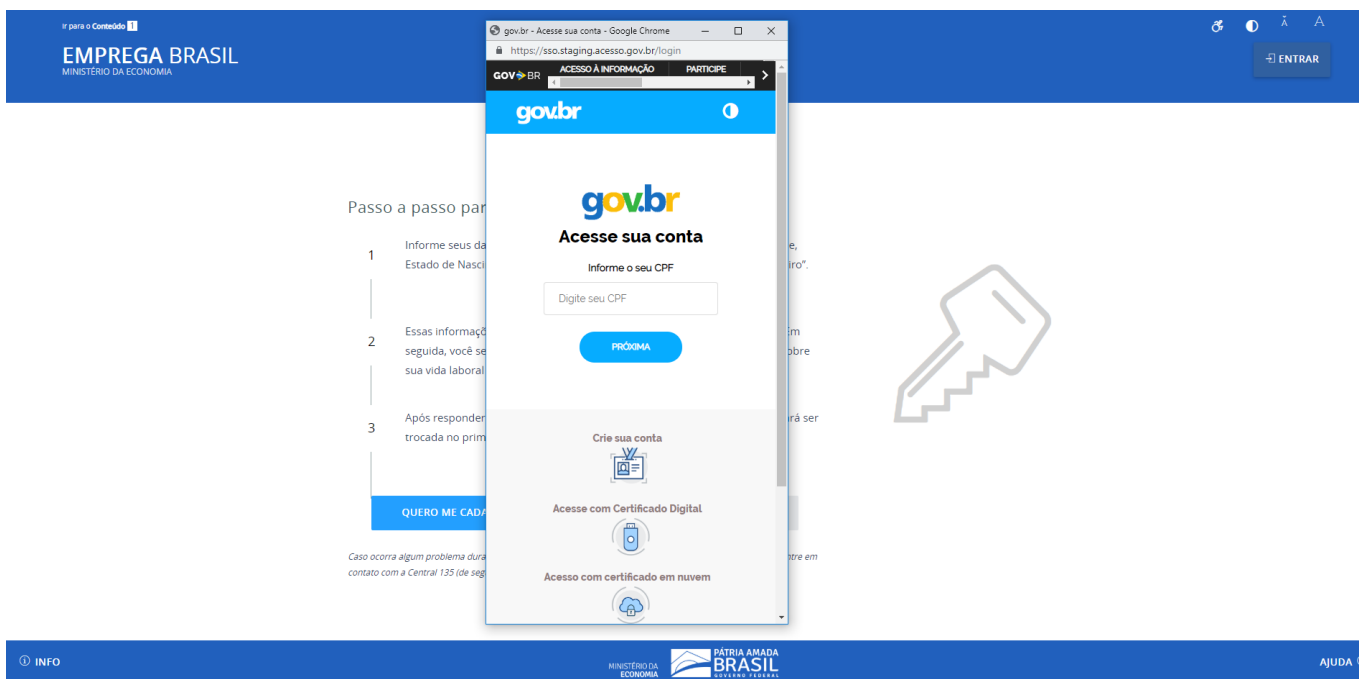 Ir para o Conteúdo 1
EMPREGA BRASIL
MINISTÉRIO DA ECONOMIA
A A
ENTRAR
gov.br - Acesse sua conta - Google Chrome
https://sso.staging.acesso.gov.br/login
GOV BR ACESSO À INFORMAÇÃO PARTICIPE
gov.br
gov.br
Acesse sua conta
Informe o seu CPF
Digite seu CPF
PRÓXIMA
Crie sua conta
Acesse com Certificado Digital
Acesso com certificado em nuvem
Passo a passo par
1 Informe seus da e,
Estado de Nasci iro".
2 Essas informaçõ Em
seguida, você se obre
sua vida laboral
3 Após responder rá ser
trocada no prim
QUERO ME CADA
Caso ocorra algum problema dura ntre em
contato com a Central 135 (de seg
INFO
MINISTÉRIO DA
ECONOMIA
PÁTRIA AMADA
BRASIL
GOVERNO FEDERAL
AJUDA